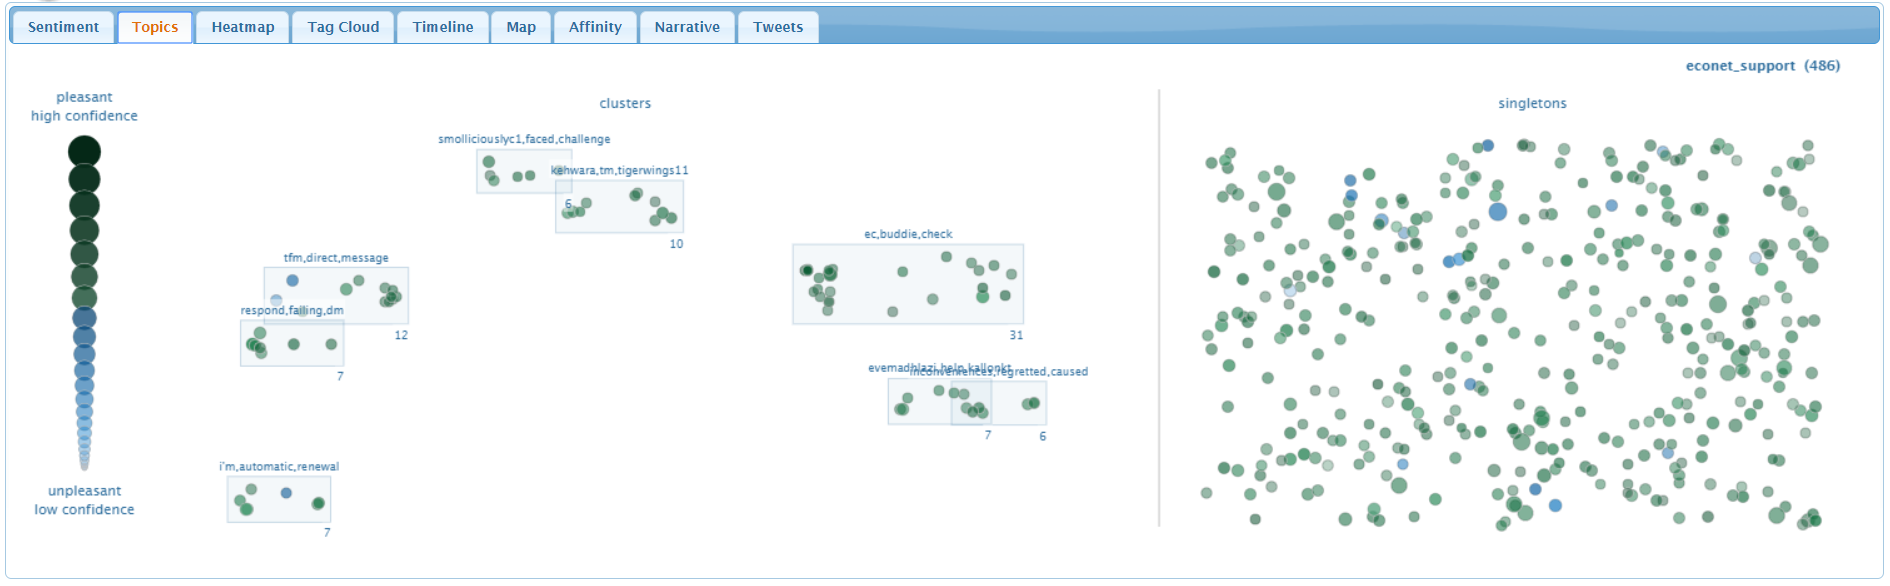 Sentiment Topics Heatmap Tag Cloud Timeline Map Affinity Narrative Tweets
econet_support (486)
pleasant
high confidence
unpleasant
low confidence
clusters
smolliciouslyc1,faced,challenge
6
kehwara,tm,tigerwings11
10
ec,buddie,check
31
tfm,direct,message
12
respond,failing,dm
7
evemadhlazi,help,kallonkt
7
inconveniences,regretted,caused
6
i'm,automatic,renewal
7
singletons